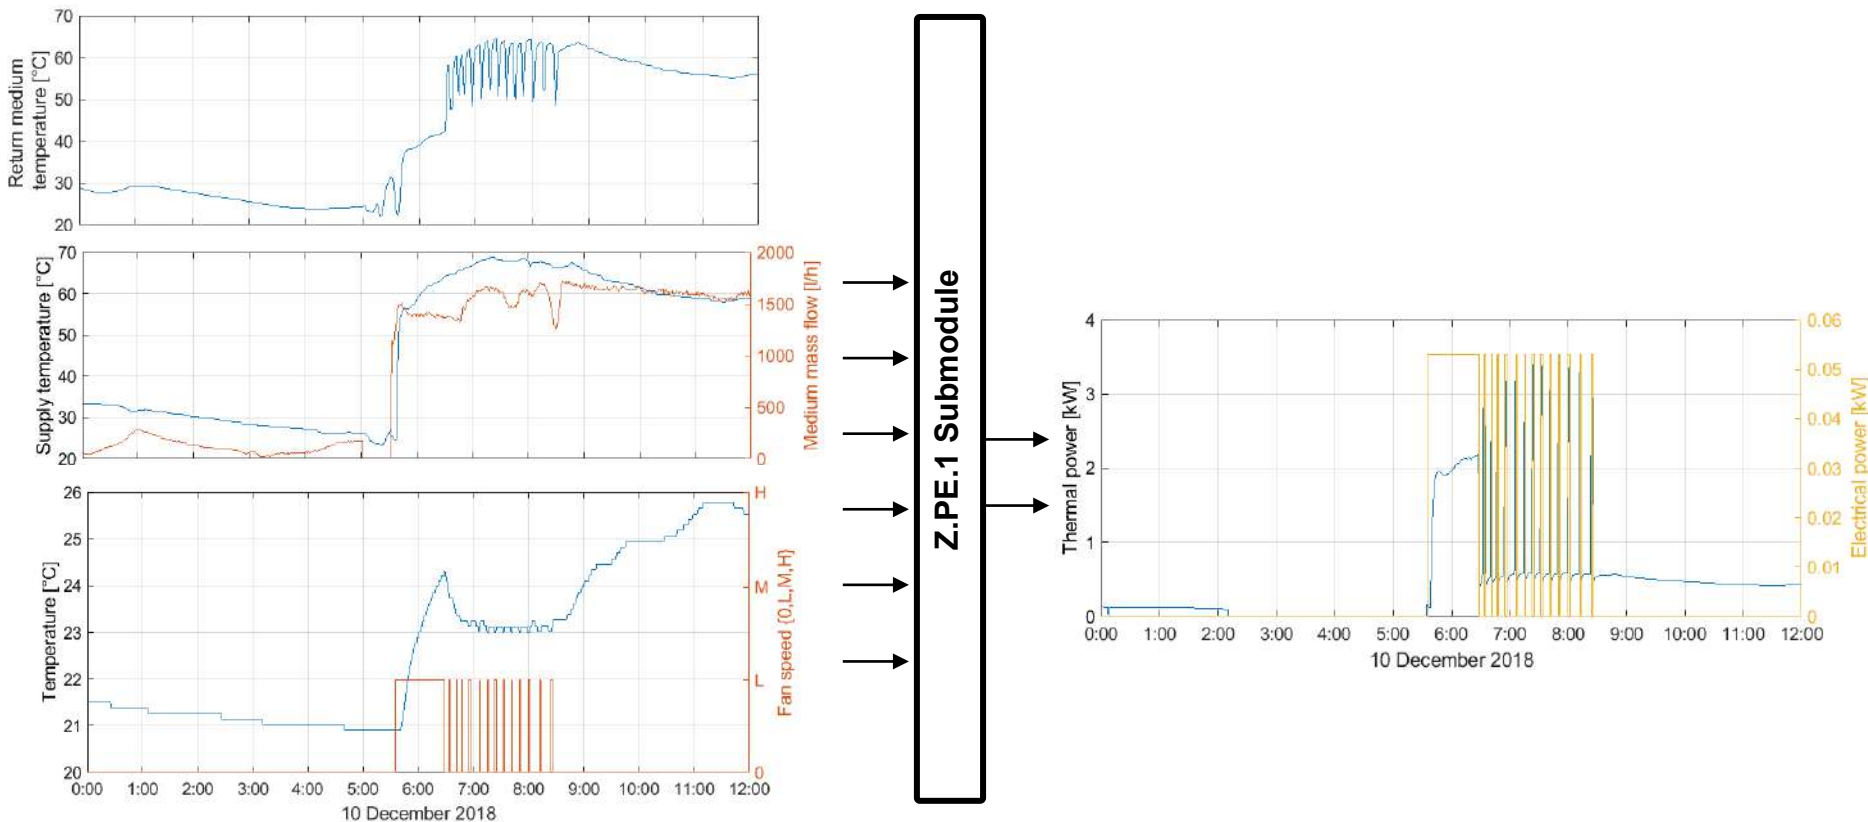 70
60
50
40
30
20
Return medium
temperature [°C]
70
60
50
40
30
20
Supply temperature [°C]
2000
1500
1000
500
0
Medium mass flow [l/h]
26
25
24
23
22
21
20
Temperature [°C]
H
M
L
0
Fan speed {0,L,M,H}
0:00 1:00 2:00 3:00 4:00 5:00 6:00 7:00 8:00 9:00 10:00 11:00 12:00
10 December 2018
Z.PE.1 Submodule
4
3
2
1
0
Thermal power [kW]
0.06
0.05
0.04
0.03
0.02
0.01
0
Electrical power [kW]
0:00 1:00 2:00 3:00 4:00 5:00 6:00 7:00 8:00 9:00 10:00 11:00 12:00
10 December 2018